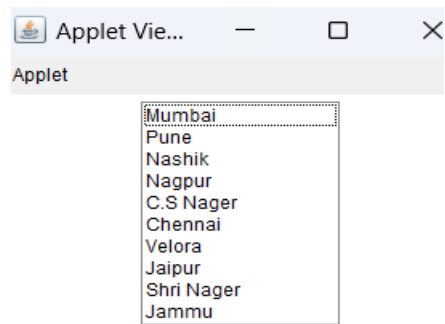 Applet Vie...
Applet
Mumbai
Pune
Nashik
Nagpur
C.S Nager
Chennai
Velora
Jaipur
Shri Nager
Jammu